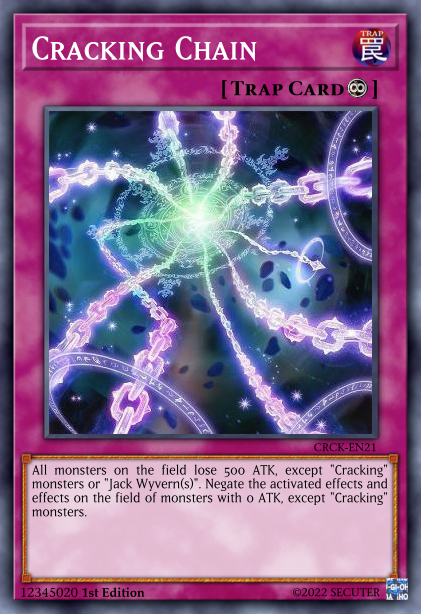 Cracking Chain
TRAP
罠
[Trap Card]
CRCK-EN21
All monsters on the field lose 500 ATK, except "Cracking"
monsters or "Jack Wyvern(s)". Negate the activated effects and
effects on the field of monsters with 0 ATK, except "Cracking"
monsters.
12345020 1st Edition
©2022 SECUTER